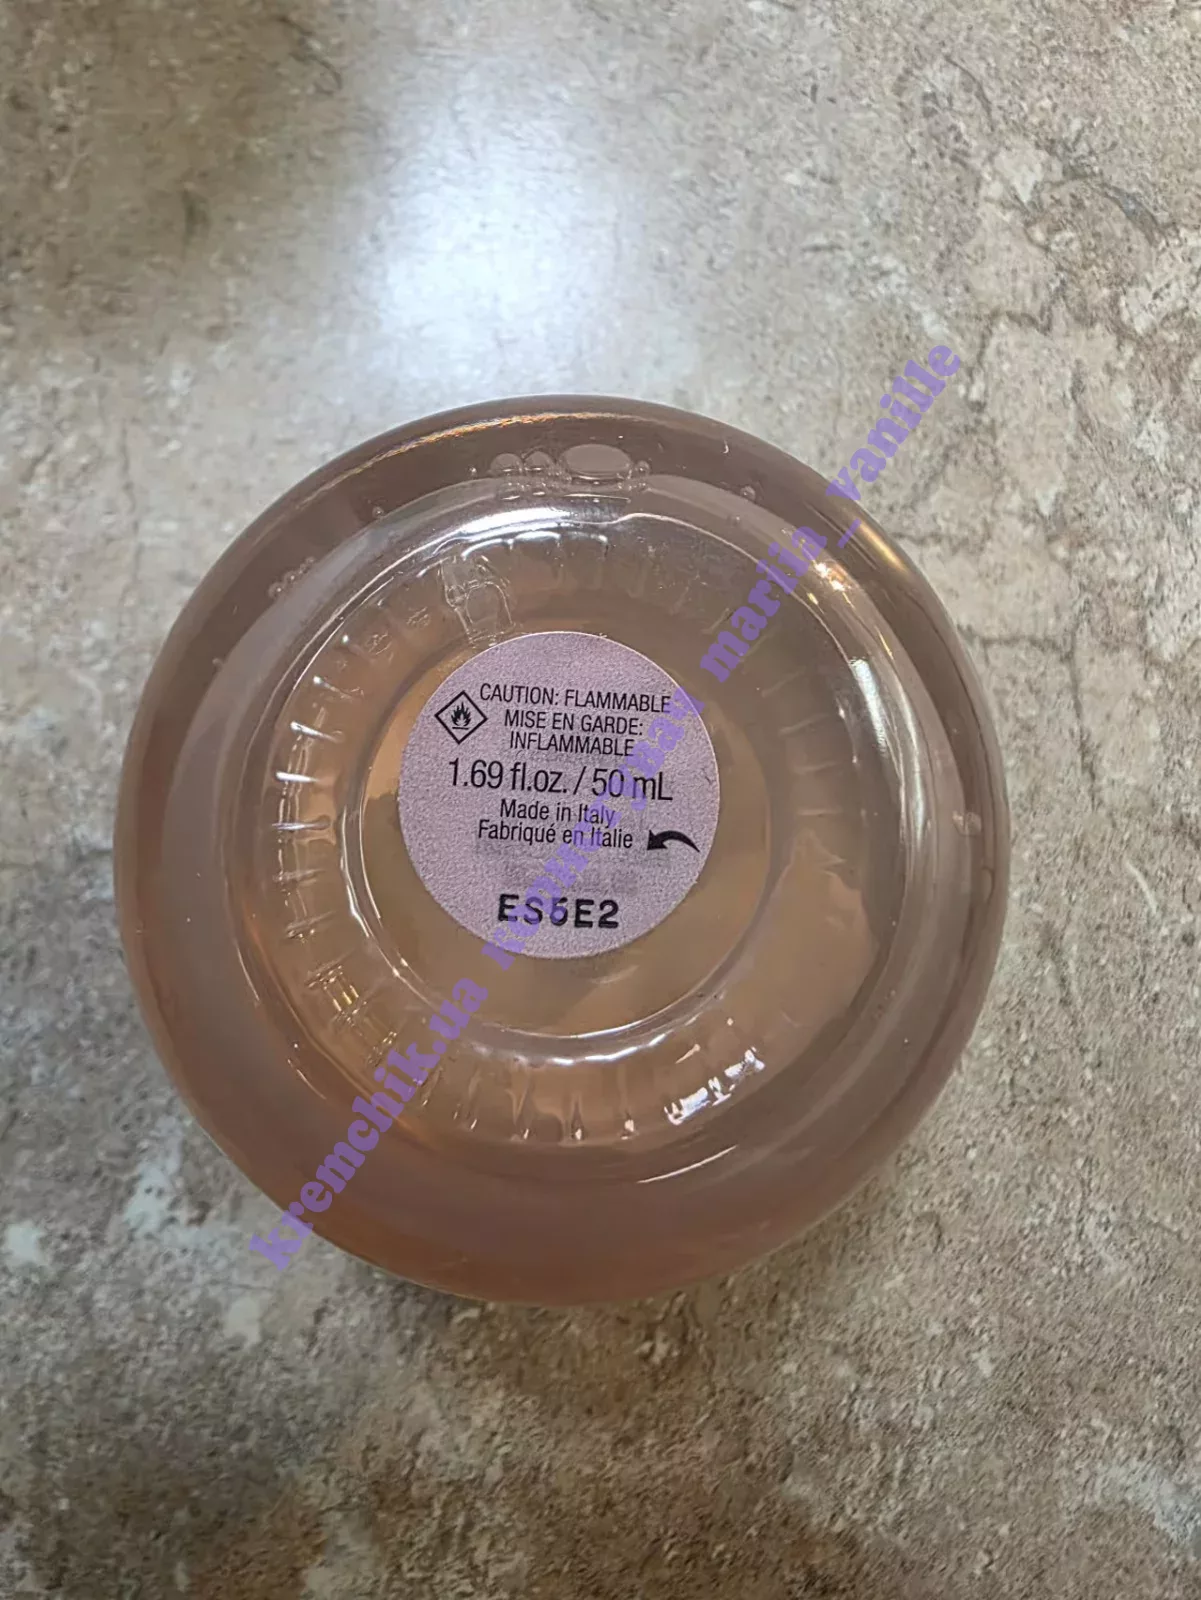 CAUTION: FLAMMABLE
MISE EN GARDE:
INFLAMMABLE
1.69 fl.oz. / 50 mL
Made in Italy
Fabriqué en Italie
ES5E2
kremchik.ua mariia_vanille